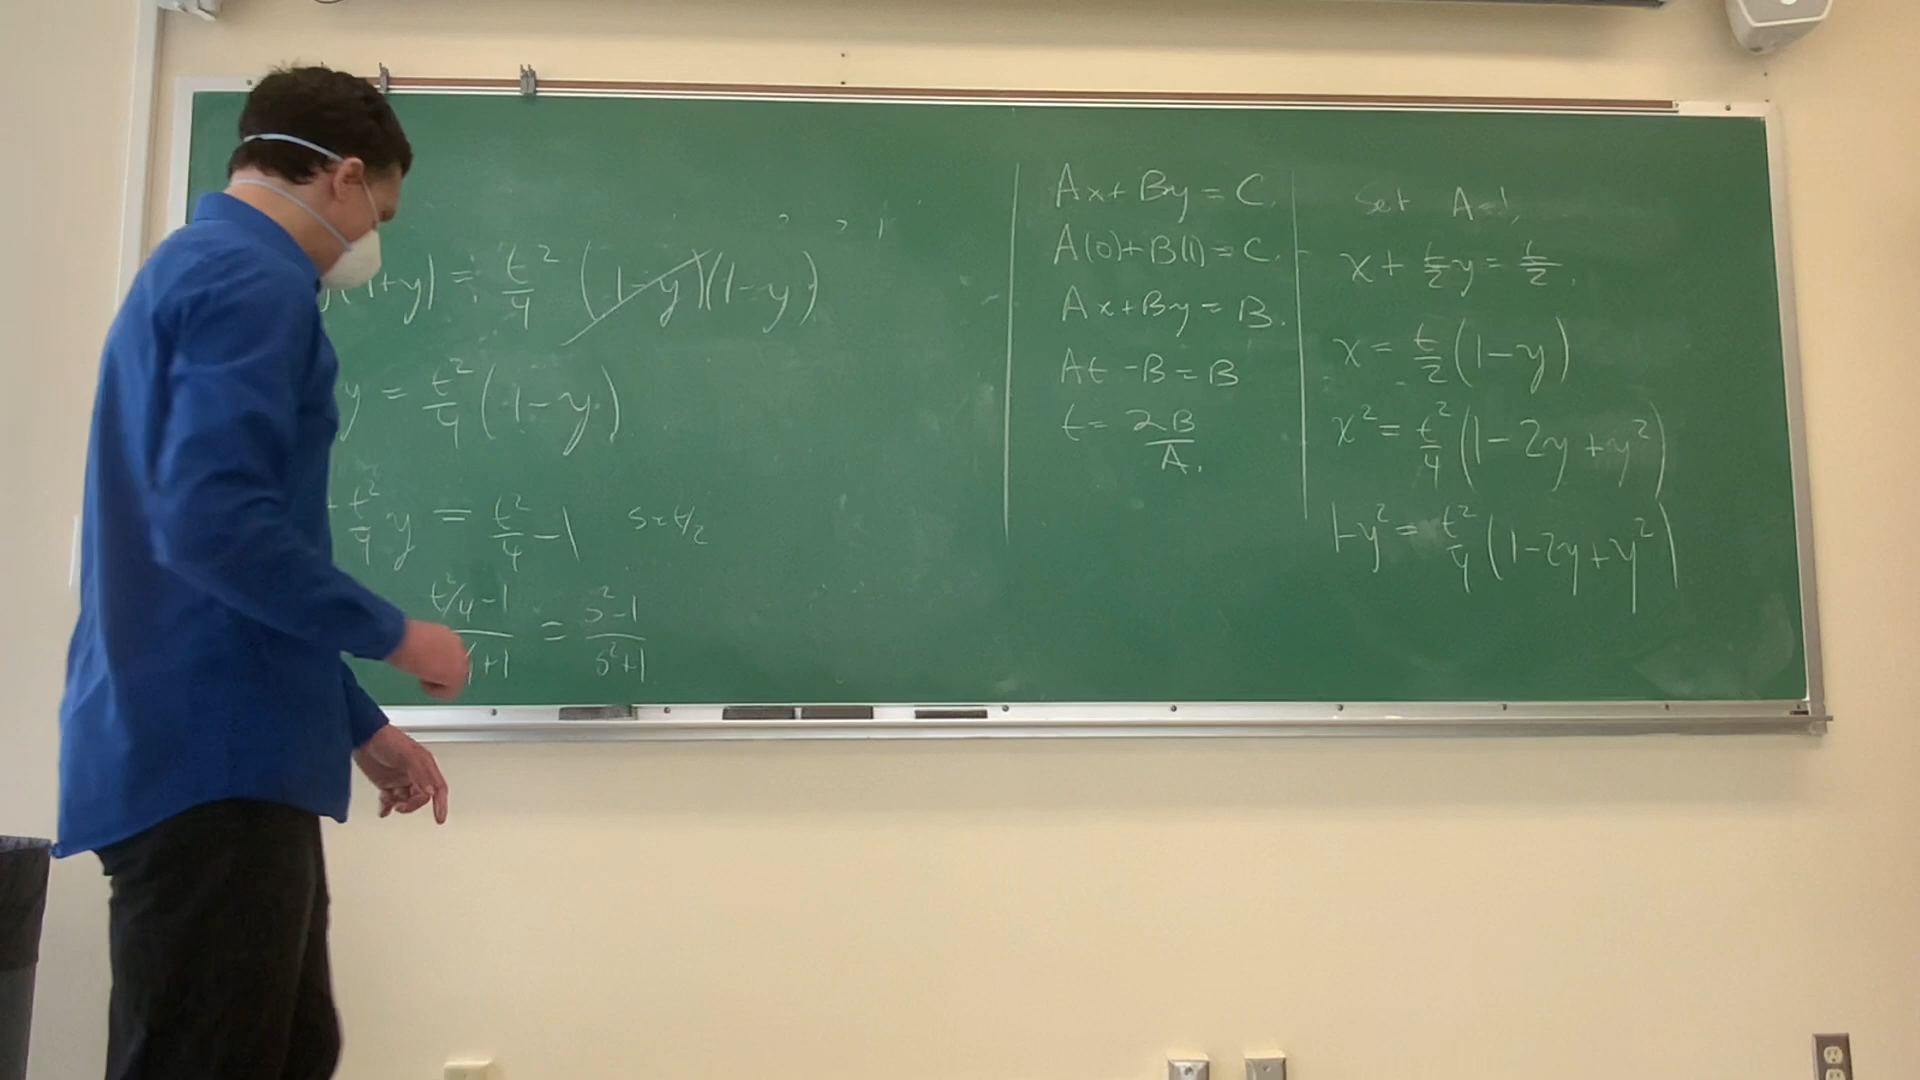 (1+y) = t²/4 (1-y)(1-y)
y = t²/4 (1-y)
t²/4 y = t²/4 - 1 s=t/2
t²/4 - 1 / +1 = s²-1 / s²+1
Ax+By = C.
A(0)+B(1) = C.
Ax+By = B.
At -B = B
t = 2B/A.
Set A=1,
x + t/2 y = t/2.
x = t/2 (1-y)
x² = t²/4 (1-2y+y²)
1-y² = t²/4 (1-2y+y²)